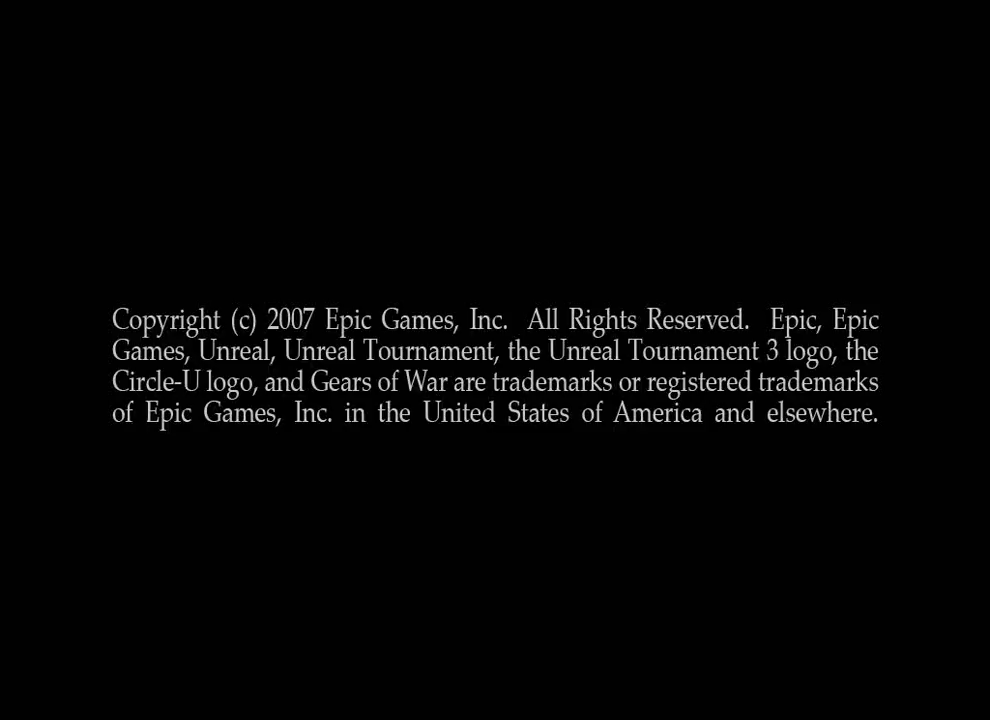 Copyright (c) 2007 Epic Games, Inc.  All Rights Reserved.  Epic, Epic
Games, Unreal, Unreal Tournament, the Unreal Tournament 3 logo, the
Circle-U logo, and Gears of War are trademarks or registered trademarks
of Epic Games, Inc. in the United States of America and elsewhere.